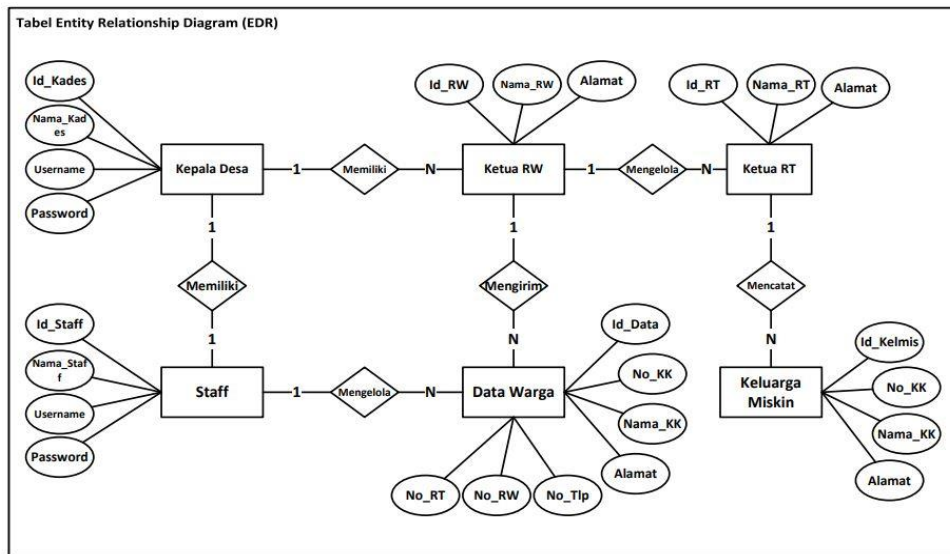 Tabel Entity Relationship Diagram (EDR)
Id_Kades
Nama_Kad
es
Username
Password
Kepala Desa
1
Memiliki
N
Id_RW
Nama_RW
Alamat
Ketua RW
1
Mengelola
N
Id_RT
Nama_RT
Alamat
Ketua RT
1
Memiliki
1
1
Mengirim
N
1
Mencatat
N
Id_Staff
Nama_Staf
f
Username
Password
Staff
1
Mengelola
N
Data Warga
Id_Data
No_KK
Nama_KK
Alamat
No_RT
No_RW
No_Tlp
Keluarga
Miskin
Id_Kelmis
No_KK
Nama_KK
Alamat